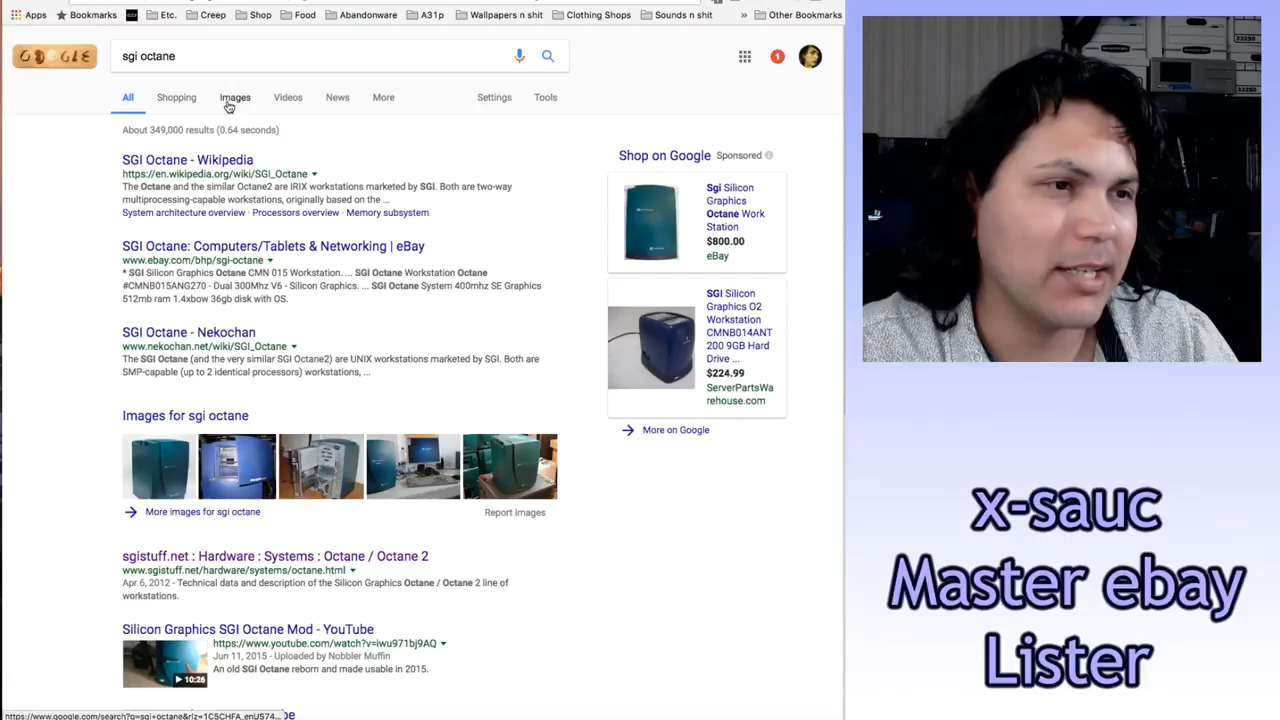 Apps Bookmarks Etc. Creep Shop Food Abandonware A31p Wallpapers n shit Clothing Shops Sounds n shit » Other Bookmarks
sgi octane
1
All Shopping Images Videos News More Settings Tools
About 349,000 results (0.64 seconds)
SGI Octane - Wikipedia
https://en.wikipedia.org/wiki/SGI_Octane
The Octane and the similar Octane2 are IRIX workstations marketed by SGI. Both are two-way
multiprocessing-capable workstations, originally based on the ...
System architecture overview · Processors overview · Memory subsystem
SGI Octane: Computers/Tablets & Networking | eBay
www.ebay.com/bhp/sgi-octane
* SGI Silicon Graphics Octane CMN 015 Workstation. ... SGI Octane Workstation Octane
#CMNB015ANG270 - Dual 300Mhz V6 - Silicon Graphics. ... SGI Octane System 400mhz SE Graphics
512mb ram 1.4xbow 36gb disk with OS.
SGI Octane - Nekochan
www.nekochan.net/wiki/SGI_Octane
The SGI Octane (and the very similar SGI Octane2) are UNIX workstations marketed by SGI. Both are
SMP-capable (up to 2 identical processors) workstations, ...
Images for sgi octane
More images for sgi octane
Report images
sgistuff.net : Hardware : Systems : Octane / Octane 2
www.sgistuff.net/hardware/systems/octane.html
Apr 6, 2012 - Technical data and description of the Silicon Graphics Octane / Octane 2 line of
workstations.
Silicon Graphics SGI Octane Mod - YouTube
https://www.youtube.com/watch?v=iwu971bj9AQ
Jun 11, 2015 - Uploaded by Nobbler Muffin
An old SGI Octane reborn and made usable in 2015.
10:26
https://www.google.com/search?q=sgi+octane&rlz=1C5CHFA_enUS74...
Shop on Google Sponsored
Sgi Silicon
Graphics
Octane Work
Station
$800.00
eBay
SGI Silicon
Graphics O2
Workstation
CMNB014ANT
200 9GB Hard
Drive ...
$224.99
ServerPartsWa
rehouse.com
More on Google
33250
33250
x-sauc
Master ebay
Lister